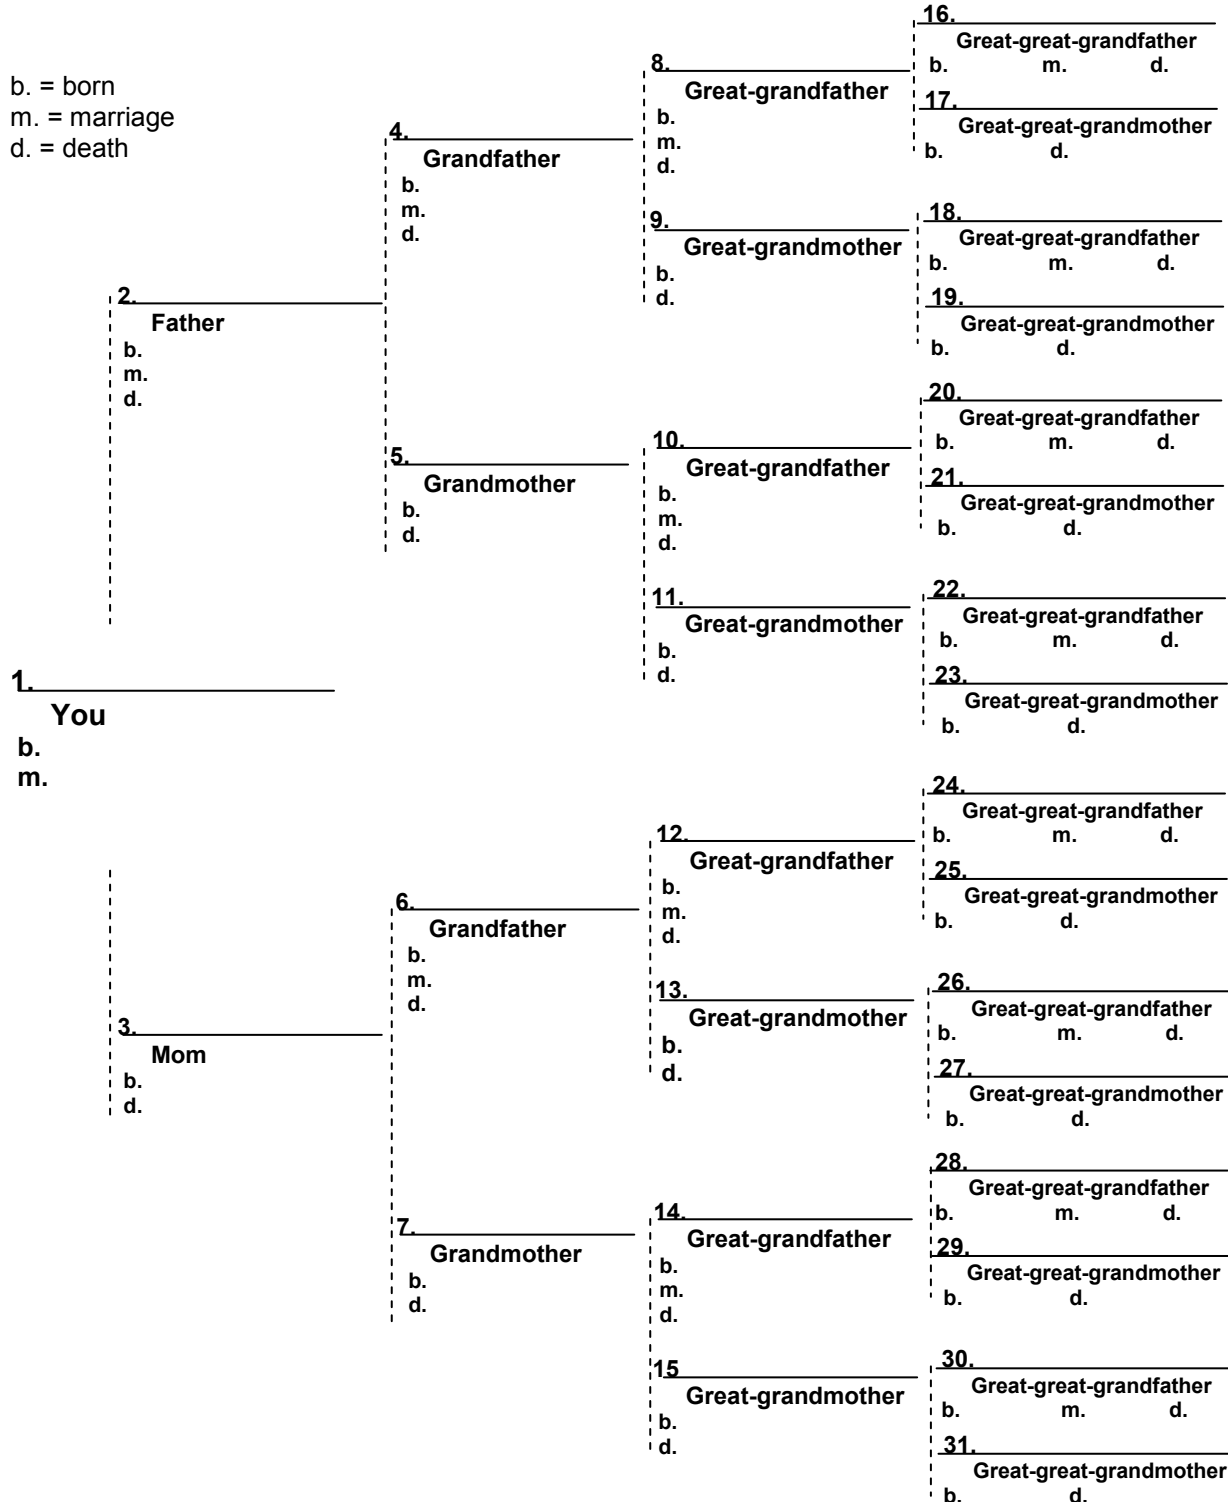 b. = born
m. = marriage
d. = death
1.
You
b.
m.
2.
Father
b.
m.
d.
3.
Mom
b.
d.
4.
Grandfather
b.
m.
d.
5.
Grandmother
b.
d.
6.
Grandfather
b.
m.
d.
7.
Grandmother
b.
d.
8.
Great-grandfather
b.
m.
d.
9.
Great-grandmother
b.
d.
10.
Great-grandfather
b.
m.
d.
11.
Great-grandmother
b.
d.
12.
Great-grandfather
b.
m.
d.
13.
Great-grandmother
b.
d.
14.
Great-grandfather
b.
m.
d.
15
Great-grandmother
b.
d.
16.
Great-great-grandfather
b. m. d.
17.
Great-great-grandmother
b. d.
18.
Great-great-grandfather
b. m. d.
19.
Great-great-grandmother
b. d.
20.
Great-great-grandfather
b. m. d.
21.
Great-great-grandmother
b. d.
22.
Great-great-grandfather
b. m. d.
23.
Great-great-grandmother
b. d.
24.
Great-great-grandfather
b. m. d.
25.
Great-great-grandmother
b. d.
26.
Great-great-grandfather
b. m. d.
27.
Great-great-grandmother
b. d.
28.
Great-great-grandfather
b. m. d.
29.
Great-great-grandmother
b. d.
30.
Great-great-grandfather
b. m. d.
31.
Great-great-grandmother
b. d.